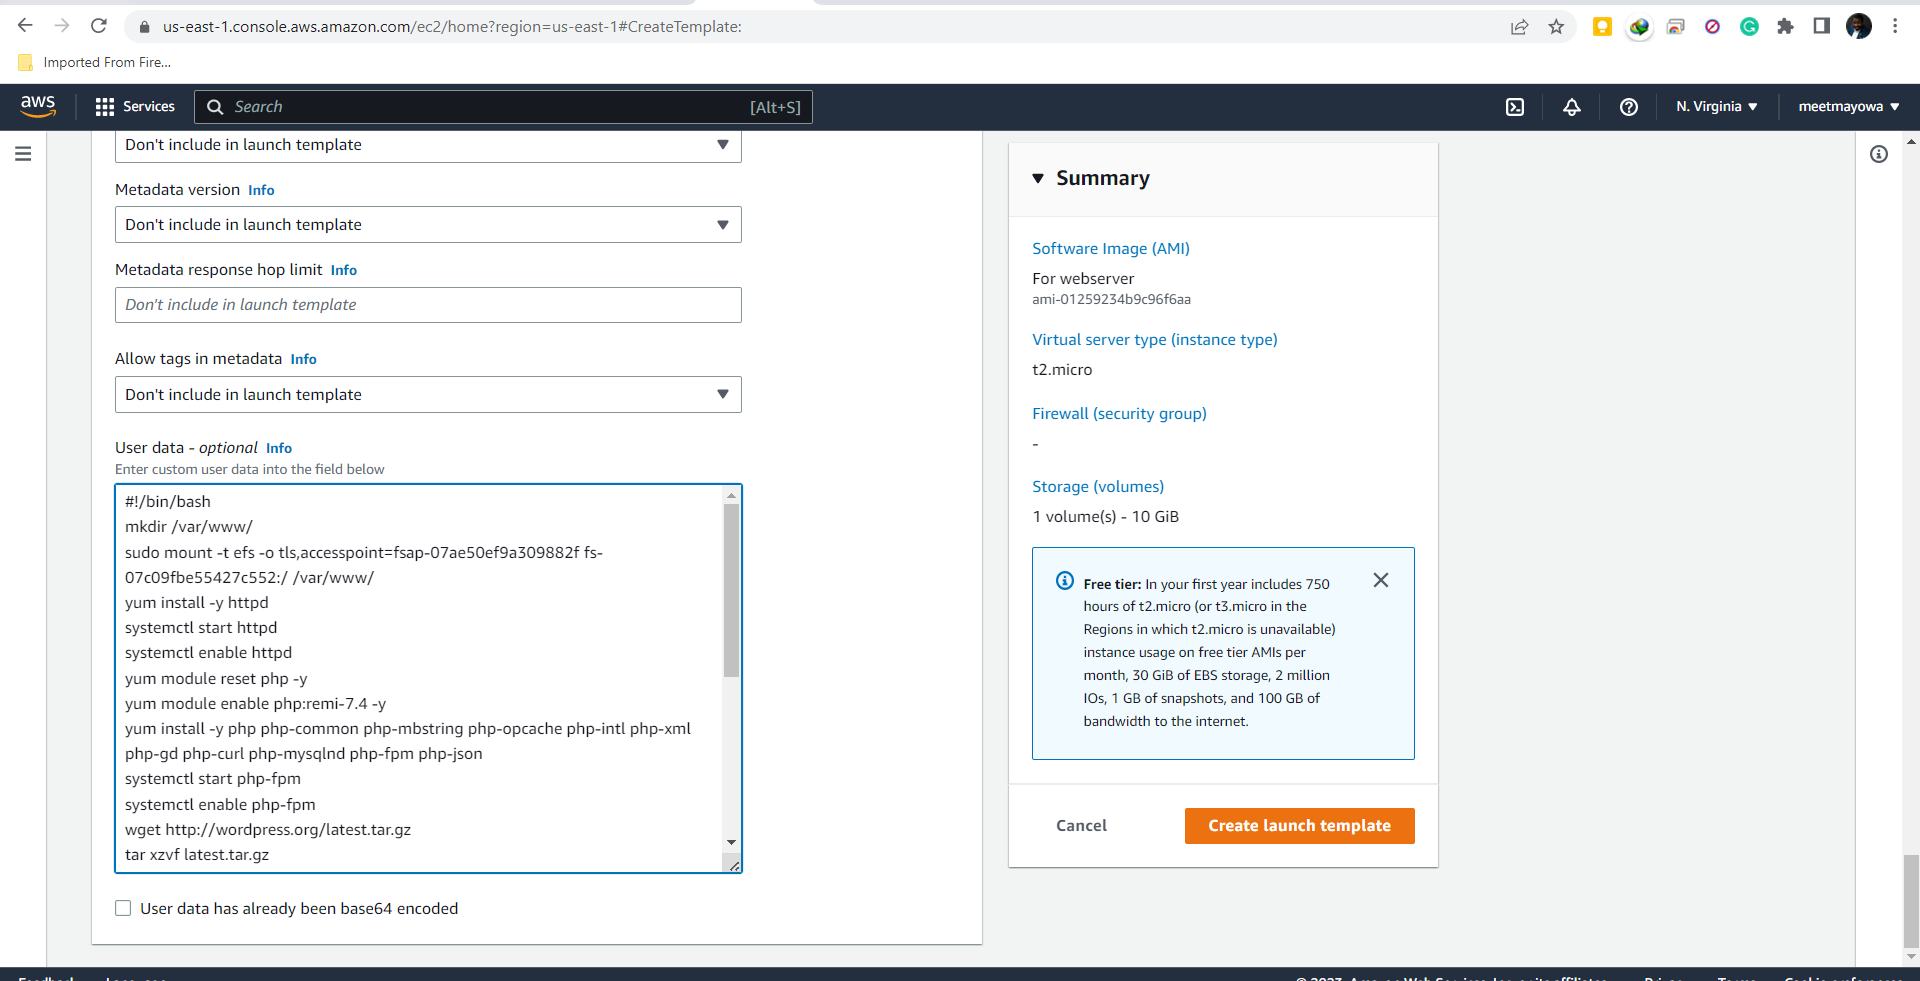 us-east-1.console.aws.amazon.com/ec2/home?region=us-east-1#CreateTemplate:
Imported From Fire...
aws
Services
Search
[Alt+S]
N. Virginia
meetmayowa
Don't include in launch template
Metadata version Info
Don't include in launch template
Metadata response hop limit Info
Don't include in launch template
Allow tags in metadata Info
Don't include in launch template
User data - optional Info
Enter custom user data into the field below
#!/bin/bash
mkdir /var/www/
sudo mount -t efs -o tls,accesspoint=fsap-07ae50ef9a309882f fs-
07c09fbe55427c552:/ /var/www/
yum install -y httpd
systemctl start httpd
systemctl enable httpd
yum module reset php -y
yum module enable php:remi-7.4 -y
yum install -y php php-common php-mbstring php-opcache php-intl php-xml
php-gd php-curl php-mysqlnd php-fpm php-json
systemctl start php-fpm
systemctl enable php-fpm
wget http://wordpress.org/latest.tar.gz
tar xzvf latest.tar.gz
User data has already been base64 encoded
Summary
Software Image (AMI)
For webserver
ami-01259234b9c96f6aa
Virtual server type (instance type)
t2.micro
Firewall (security group)
-
Storage (volumes)
1 volume(s) - 10 GiB
Free tier: In your first year includes 750
hours of t2.micro (or t3.micro in the
Regions in which t2.micro is unavailable)
instance usage on free tier AMIs per
month, 30 GiB of EBS storage, 2 million
IOs, 1 GB of snapshots, and 100 GB of
bandwidth to the internet.
Cancel
Create launch template